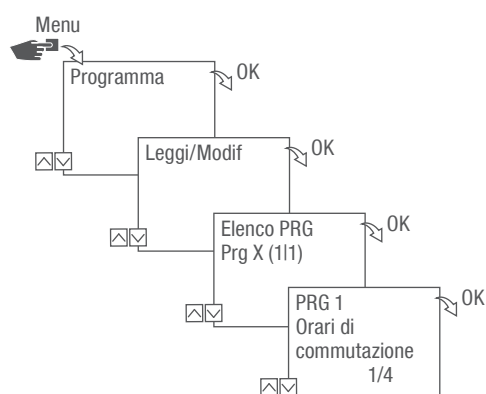 Menu
Programma
OK
Leggi/Modif
OK
Elenco PRG
Prg X (1|1)
OK
PRG 1
Orari di
commutazione
1/4
OK